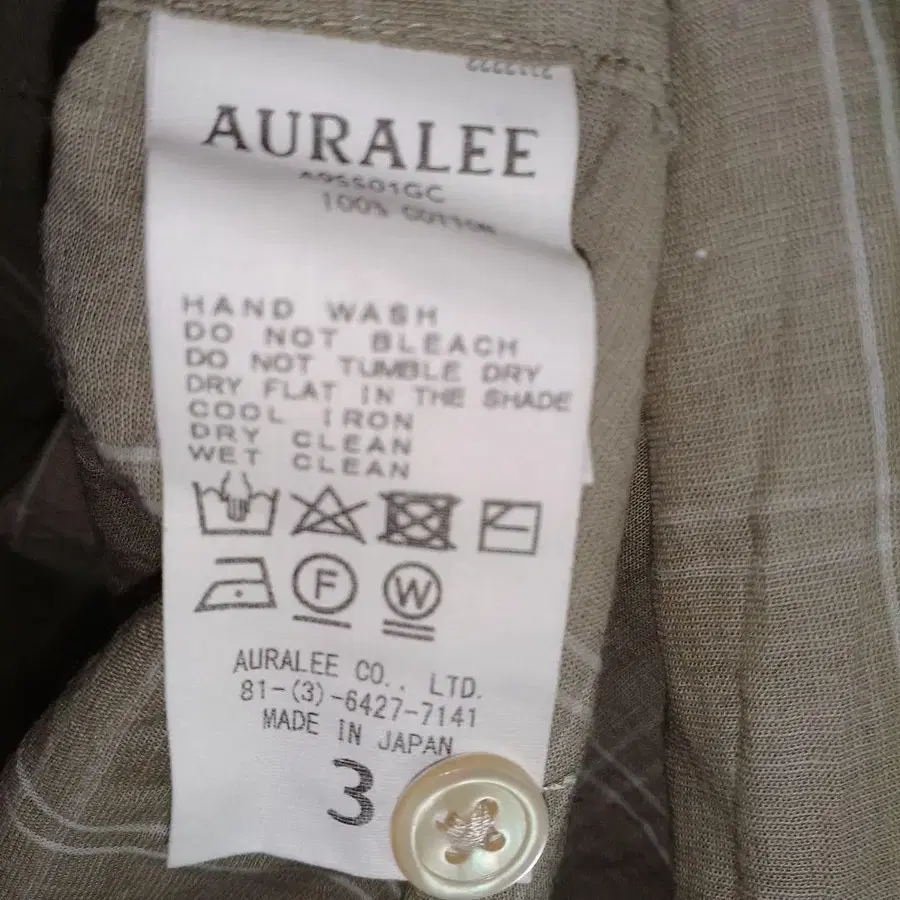 AURALEE
A9SS01GC
100% COTTON
HAND WASH
DO NOT BLEACH
DO NOT TUMBLE DRY
DRY FLAT IN THE SHADE
COOL IRON
DRY CLEAN
WET CLEAN
F W
AURALEE CO., LTD.
81-(3)-6427-7141
MADE IN JAPAN
3